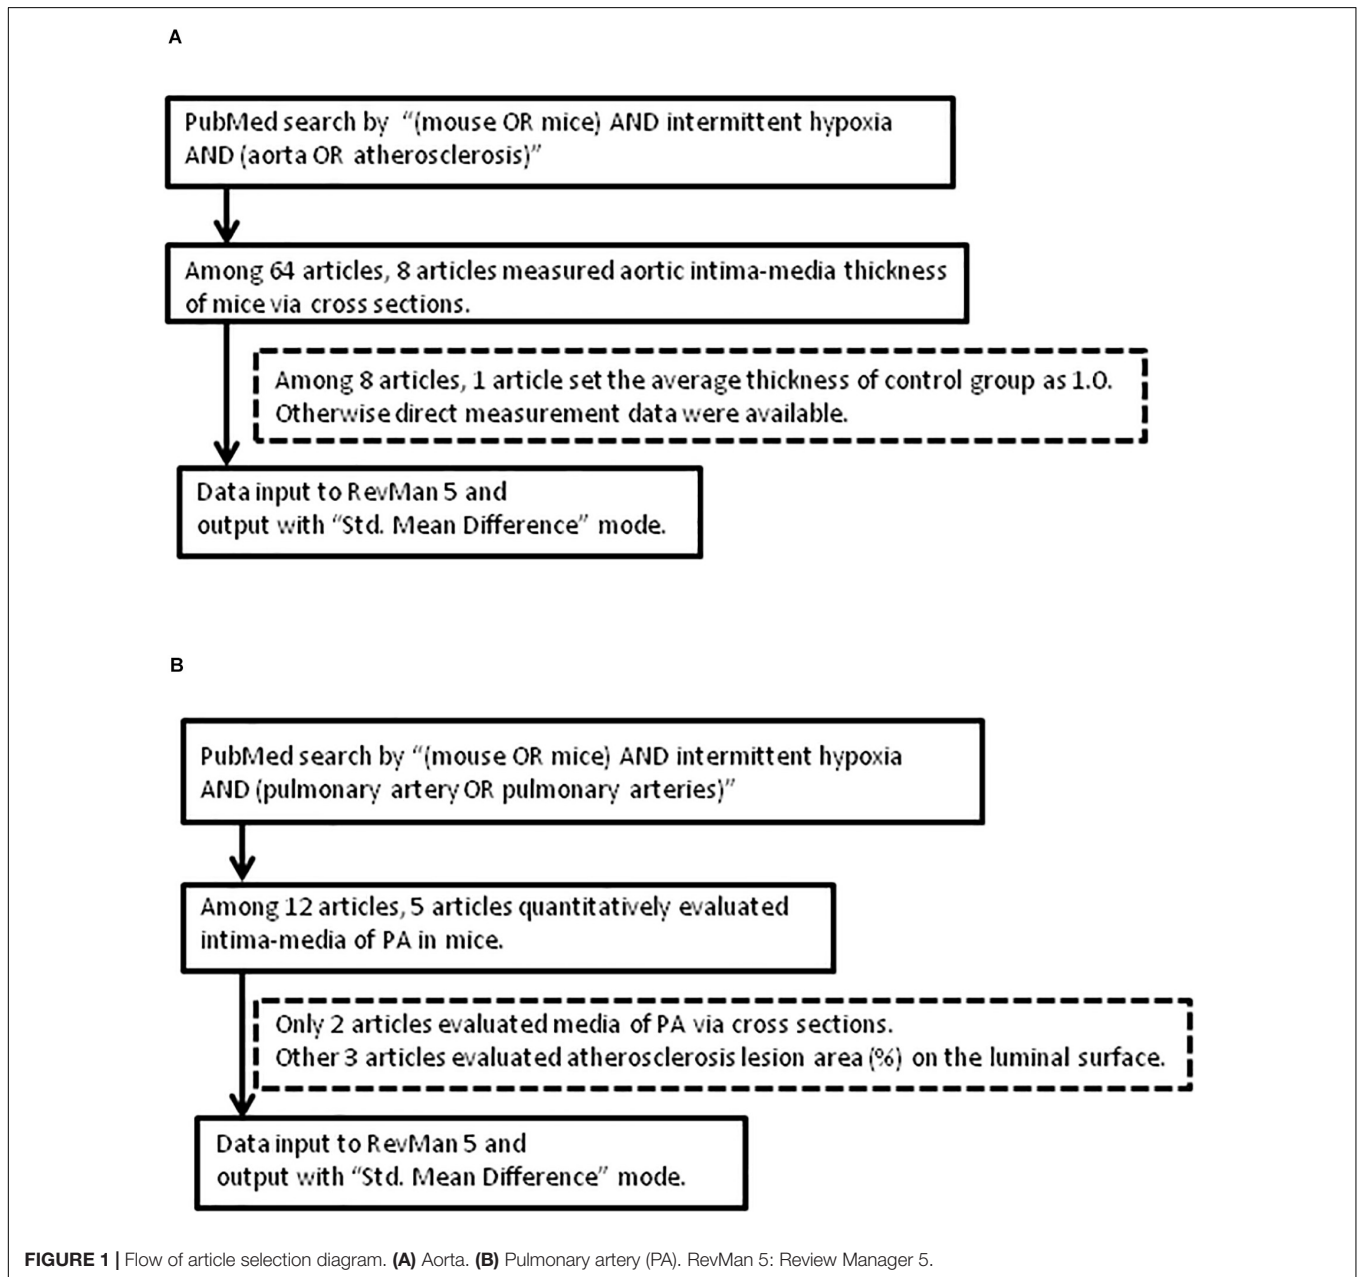 A
PubMed search by “(mouse OR mice) AND intermittent hypoxia
AND (aorta OR atherosclerosis)”
Among 64 articles, 8 articles measured aortic intima-media thickness
of mice via cross sections.
Among 8 articles, 1 article set the average thickness of control group as 1.0.
Otherwise direct measurement data were available.
Data input to RevMan 5 and
output with “Std. Mean Difference” mode.
B
PubMed search by “(mouse OR mice) AND intermittent hypoxia
AND (pulmonary artery OR pulmonary arteries)”
Among 12 articles, 5 articles quantitatively evaluated
intima-media of PA in mice.
Only 2 articles evaluated media of PA via cross sections.
Other 3 articles evaluated atherosclerosis lesion area (%) on the luminal surface.
Data input to RevMan 5 and
output with “Std. Mean Difference” mode.
FIGURE 1 | Flow of article selection diagram. (A) Aorta. (B) Pulmonary artery (PA). RevMan 5: Review Manager 5.